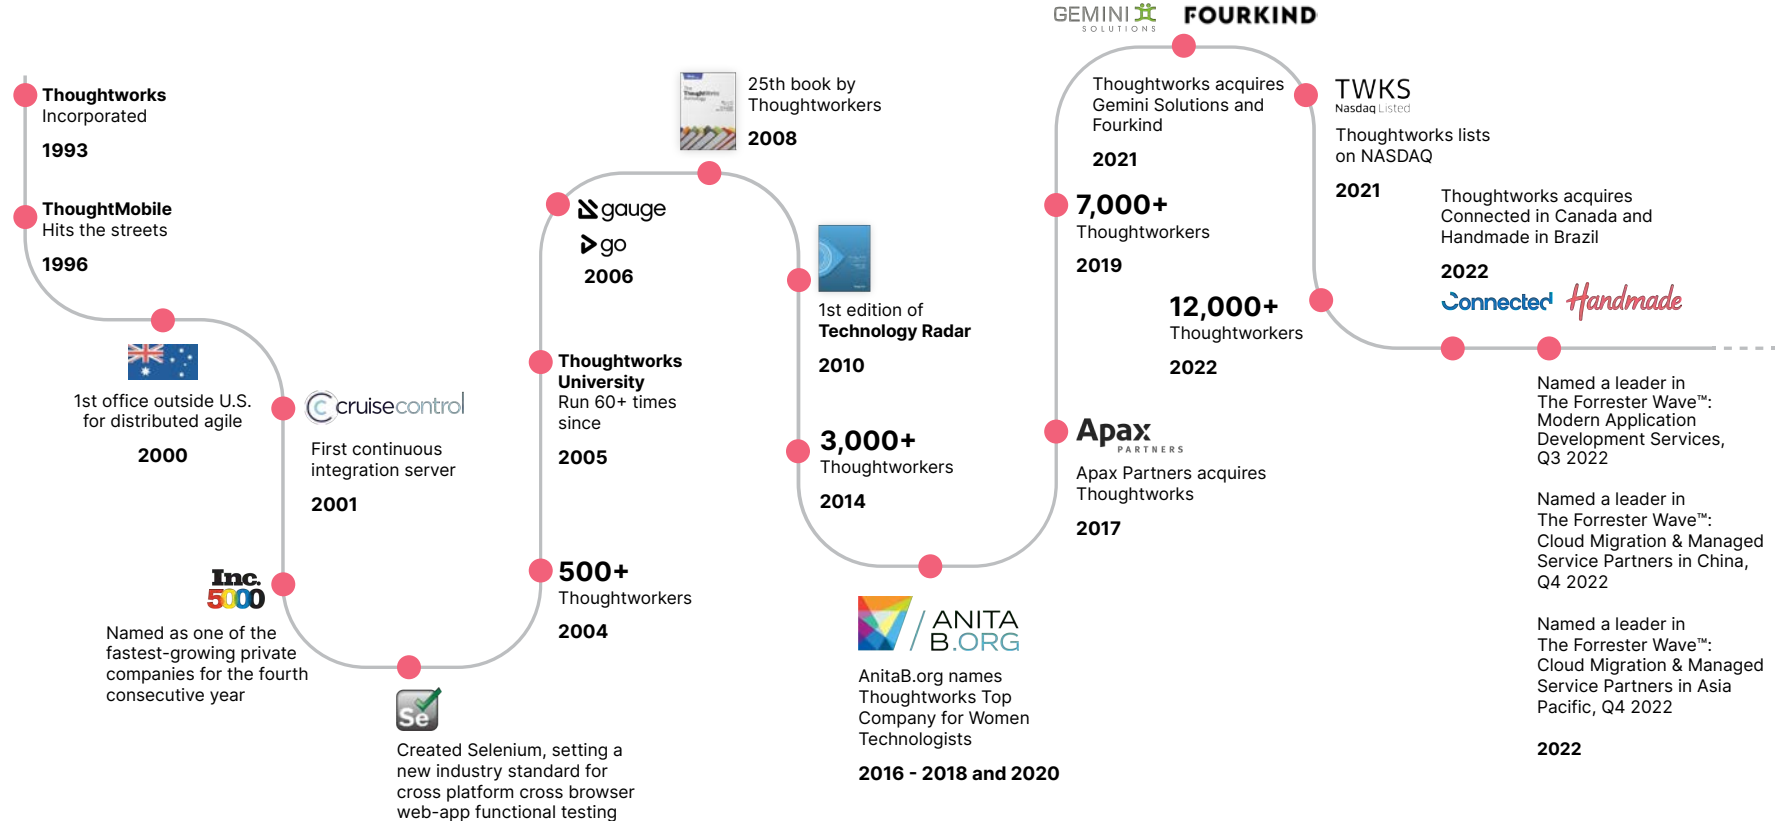 Thoughtworks
Incorporated
1993
ThoughtMobile
Hits the streets
1996
1st office outside U.S.
for distributed agile
2000
cruisecontrol
First continuous
integration server
2001
Inc.
5000
Named as one of the
fastest-growing private
companies for the fourth
consecutive year
Se
Created Selenium, setting a
new industry standard for
cross platform cross browser
web-app functional testing
500+
Thoughtworkers
2004
Thoughtworks
University
Run 60+ times
since
2005
gauge
go
2006
The
ThoughtWorks
Anthology
25th book by
Thoughtworkers
2008
1st edition of
Technology Radar
2010
3,000+
Thoughtworkers
2014
ANITA
B.ORG
AnitaB.org names
Thoughtworks Top
Company for Women
Technologists
2016 - 2018 and 2020
Apax
PARTNERS
Apax Partners acquires
Thoughtworks
2017
7,000+
Thoughtworkers
2019
GEMINI
SOLUTIONS
FOURKIND
Thoughtworks acquires
Gemini Solutions and
Fourkind
2021
TWKS
Nasdaq Listed
Thoughtworks lists
on NASDAQ
2021
12,000+
Thoughtworkers
2022
Thoughtworks acquires
Connected in Canada and
Handmade in Brazil
2022
Connected
Handmade
Named a leader in
The Forrester Wave™:
Modern Application
Development Services,
Q3 2022
Named a leader in
The Forrester Wave™:
Cloud Migration & Managed
Service Partners in China,
Q4 2022
Named a leader in
The Forrester Wave™:
Cloud Migration & Managed
Service Partners in Asia
Pacific, Q4 2022
2022